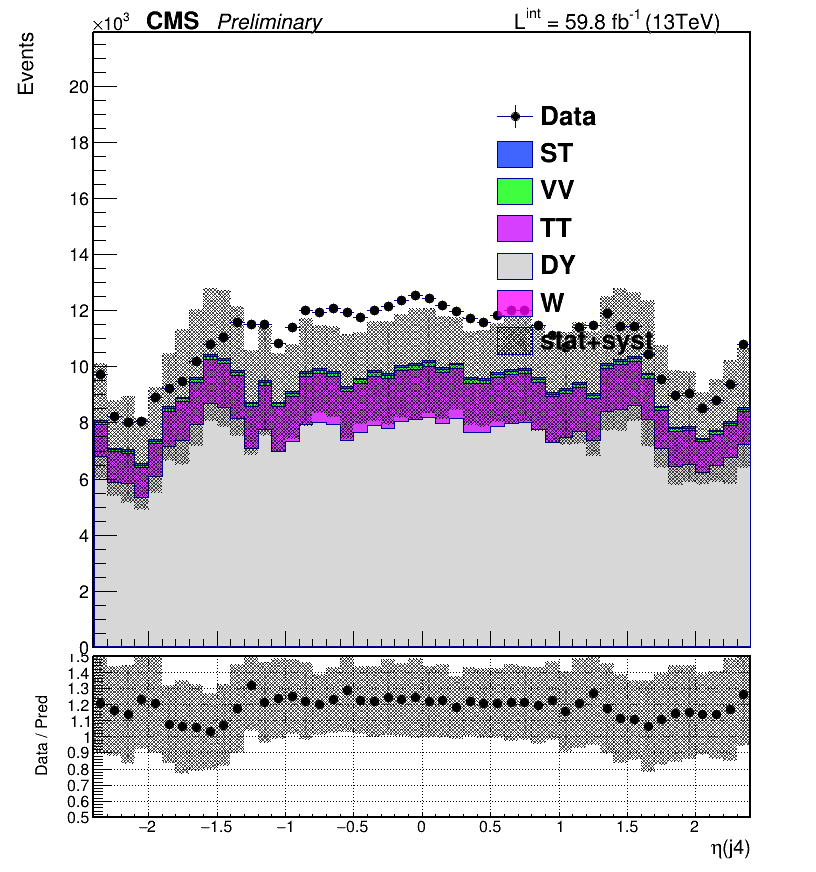 ×10³ CMS Preliminary L^int = 59.8 fb⁻¹ (13TeV)
Events
20
18
16
14
12
10
8
6
4
2
0
Data
ST
VV
TT
DY
W
stat+syst
Data / Pred
1.5
1.4
1.3
1.2
1.1
1
0.9
0.8
0.7
0.6
0.5
−2 −1.5 −1 −0.5 0 0.5 1 1.5 2
η(j4)